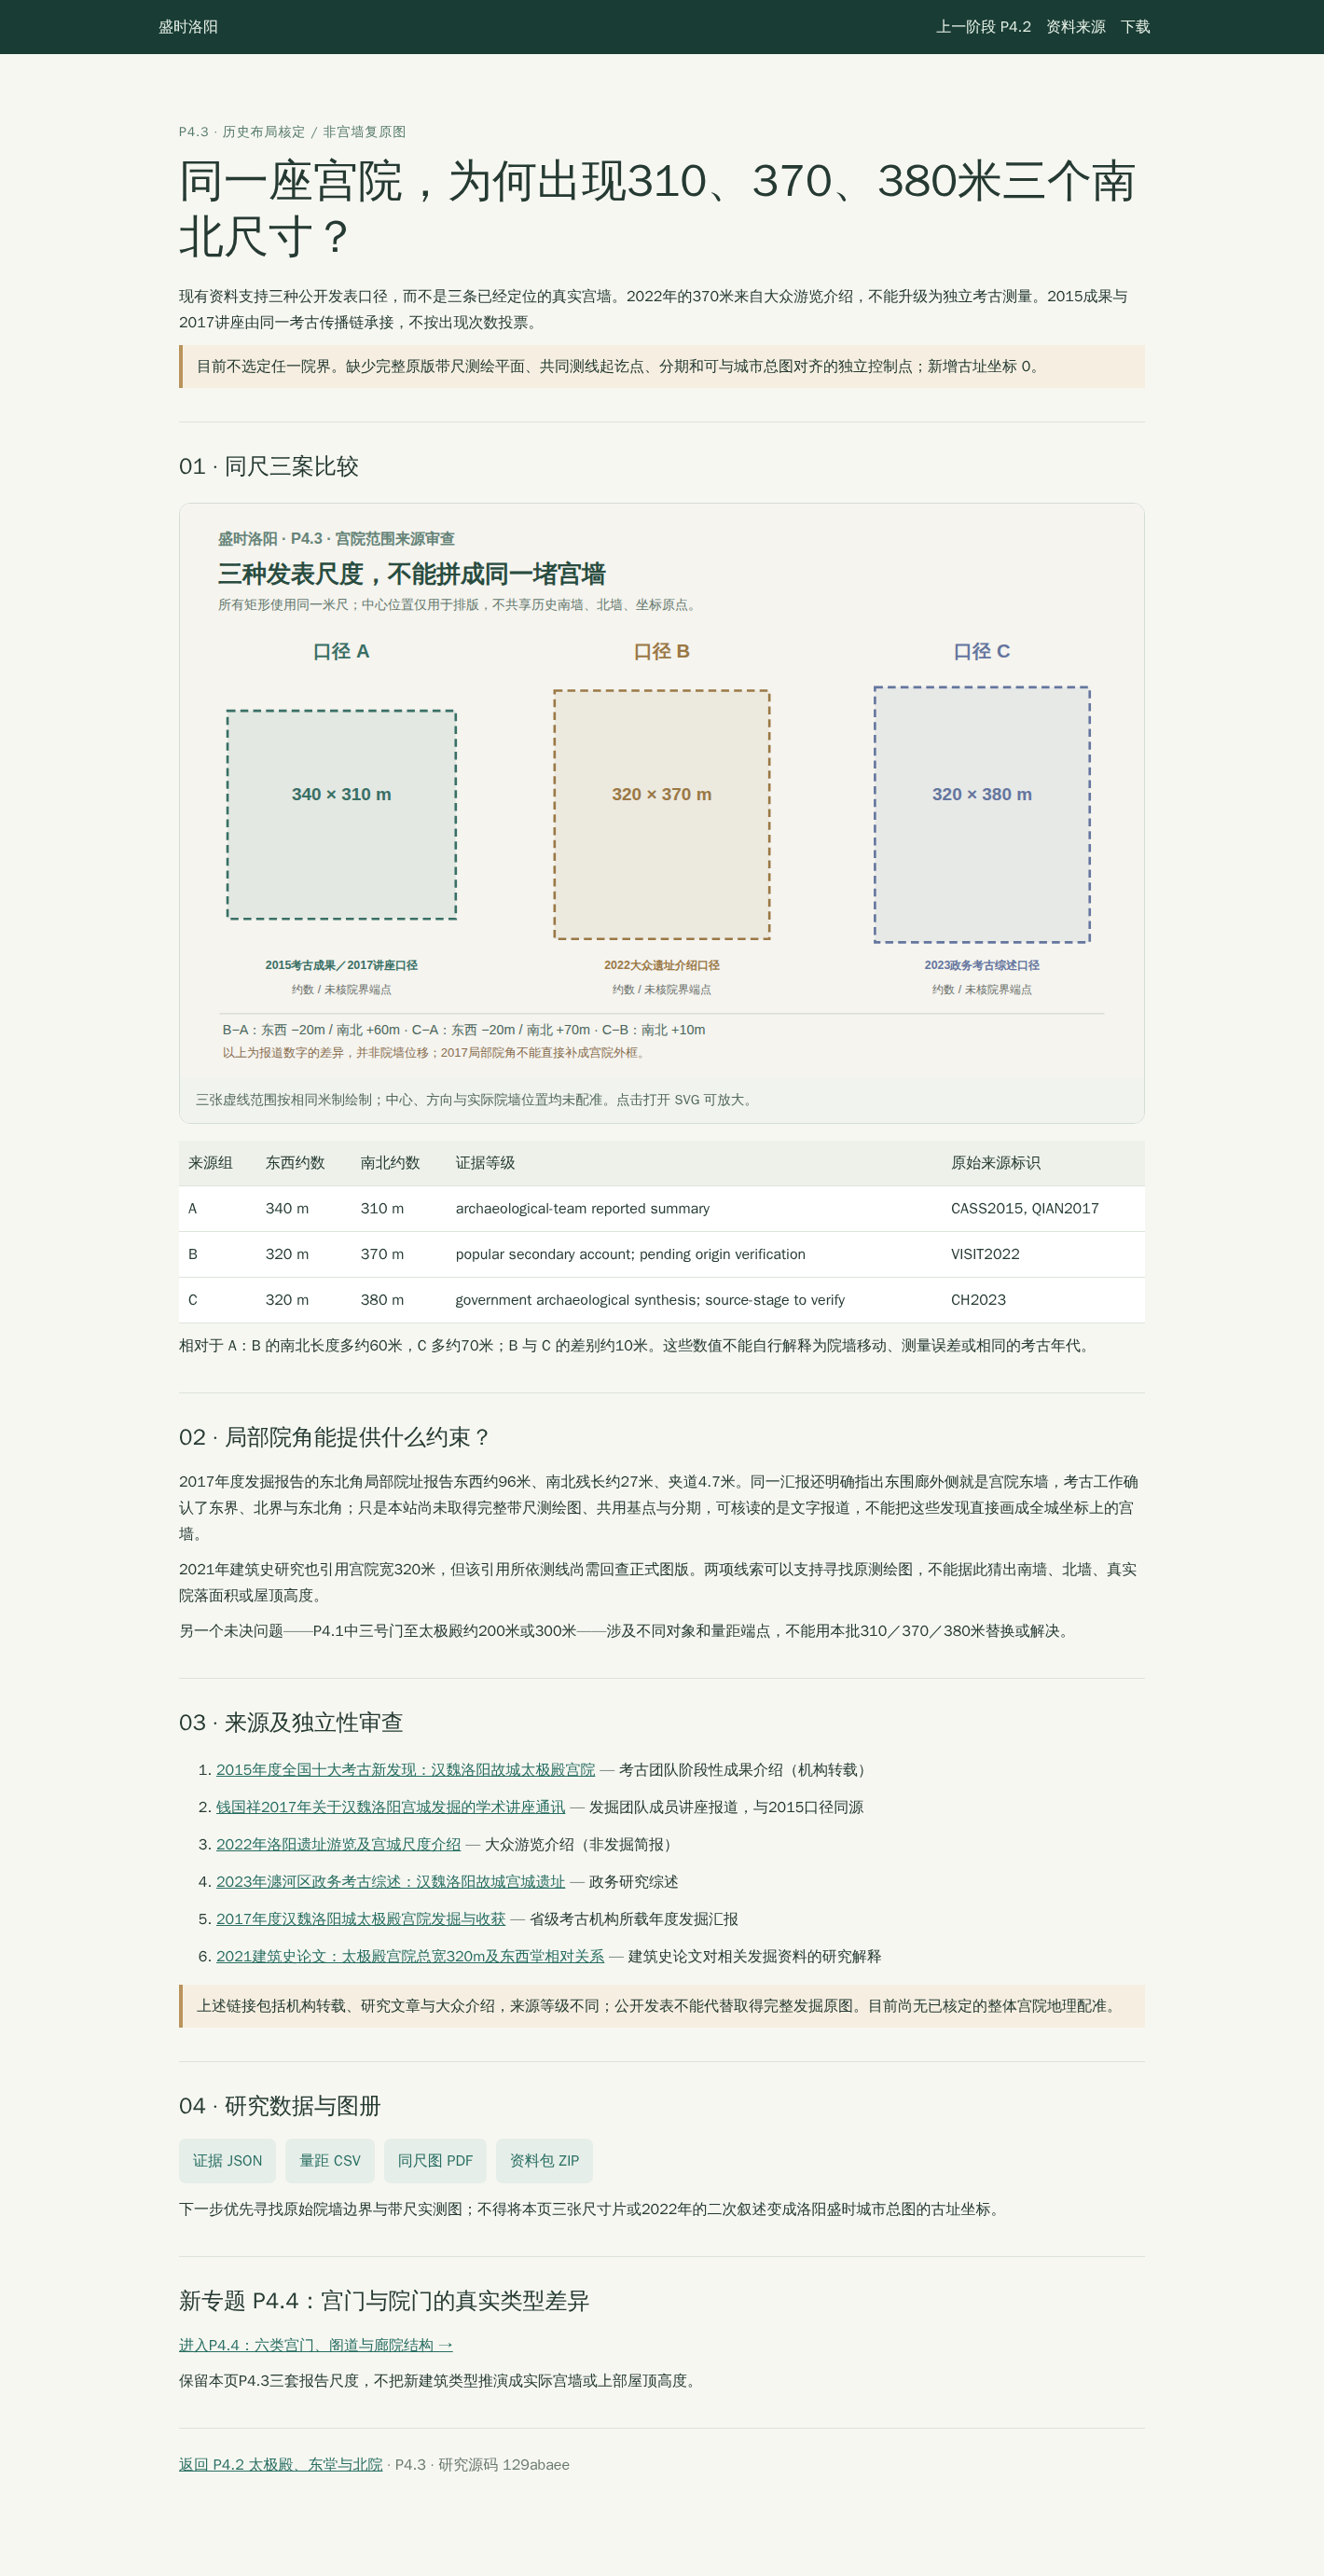 盛时洛阳
上一阶段 P4.2 资料来源 下载
P4.3 · 历史布局核定 / 非宫墙复原图
同一座宫院，为何出现310、370、380米三个南
北尺寸？
现有资料支持三种公开发表口径，而不是三条已经定位的真实宫墙。2022年的370米来自大众游览介绍，不能升级为独立考古测量。2015成果与
2017讲座由同一考古传播链承接，不按出现次数投票。
目前不选定任一院界。缺少完整原版带尺测绘平面、共同测线起讫点、分期和可与城市总图对齐的独立控制点；新增古址坐标 0。
01 · 同尺三案比较
盛时洛阳 · P4.3 · 宫院范围来源审查
三种发表尺度，不能拼成同一堵宫墙
所有矩形使用同一米尺；中心位置仅用于排版，不共享历史南墙、北墙、坐标原点。
口径 A
口径 B
口径 C
340 × 310 m
320 × 370 m
320 × 380 m
2015考古成果／2017讲座口径
2022大众遗址介绍口径
2023政务考古综述口径
约数 / 未核院界端点
约数 / 未核院界端点
约数 / 未核院界端点
B−A：东西 −20m / 南北 +60m · C−A：东西 −20m / 南北 +70m · C−B：南北 +10m
以上为报道数字的差异，并非院墙位移；2017局部院角不能直接补成宫院外框。
三张虚线范围按相同米制绘制；中心、方向与实际院墙位置均未配准。点击打开 SVG 可放大。
来源组 东西约数 南北约数 证据等级 原始来源标识
A 340 m 310 m archaeological-team reported summary CASS2015, QIAN2017
B 320 m 370 m popular secondary account; pending origin verification VISIT2022
C 320 m 380 m government archaeological synthesis; source-stage to verify CH2023
相对于 A：B 的南北长度多约60米，C 多约70米；B 与 C 的差别约10米。这些数值不能自行解释为院墙移动、测量误差或相同的考古年代。
02 · 局部院角能提供什么约束？
2017年度发掘报告的东北角局部院址报告东西约96米、南北残长约27米、夹道4.7米。同一汇报还明确指出东围廊外侧就是宫院东墙，考古工作确
认了东界、北界与东北角；只是本站尚未取得完整带尺测绘图、共用基点与分期，可核读的是文字报道，不能把这些发现直接画成全城坐标上的宫
墙。
2021年建筑史研究也引用宫院宽320米，但该引用所依测线尚需回查正式图版。两项线索可以支持寻找原测绘图，不能据此猜出南墙、北墙、真实
院落面积或屋顶高度。
另一个未决问题——P4.1中三号门至太极殿约200米或300米——涉及不同对象和量距端点，不能用本批310／370／380米替换或解决。
03 · 来源及独立性审查
1. 2015年度全国十大考古新发现：汉魏洛阳故城太极殿宫院 — 考古团队阶段性成果介绍（机构转载）
2. 钱国祥2017年关于汉魏洛阳宫城发掘的学术讲座通讯 — 发掘团队成员讲座报道，与2015口径同源
3. 2022年洛阳遗址游览及宫城尺度介绍 — 大众游览介绍（非发掘简报）
4. 2023年瀍河区政务考古综述：汉魏洛阳故城宫城遗址 — 政务研究综述
5. 2017年度汉魏洛阳城太极殿宫院发掘与收获 — 省级考古机构所载年度发掘汇报
6. 2021建筑史论文：太极殿宫院总宽320m及东西堂相对关系 — 建筑史论文对相关发掘资料的研究解释
上述链接包括机构转载、研究文章与大众介绍，来源等级不同；公开发表不能代替取得完整发掘原图。目前尚无已核定的整体宫院地理配准。
04 · 研究数据与图册
证据 JSON 量距 CSV 同尺图 PDF 资料包 ZIP
下一步优先寻找原始院墙边界与带尺实测图；不得将本页三张尺寸片或2022年的二次叙述变成洛阳盛时城市总图的古址坐标。
新专题 P4.4：宫门与院门的真实类型差异
进入P4.4：六类宫门、阁道与廊院结构 →
保留本页P4.3三套报告尺度，不把新建筑类型推演成实际宫墙或上部屋顶高度。
返回 P4.2 太极殿、东堂与北院 · P4.3 · 研究源码 129abaee